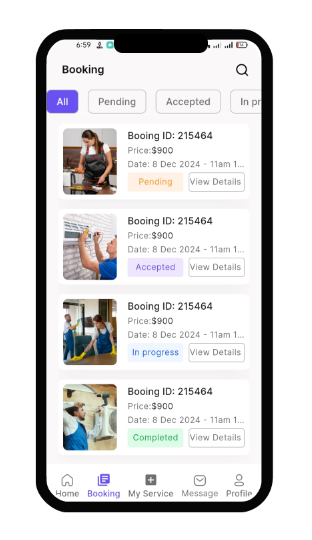 6:59
Booking
All Pending Accepted In pr
Booing ID: 215464
Price:$900
Date: 8 Dec 2024 - 11am 1...
Pending View Details
Booing ID: 215464
Price:$900
Date: 8 Dec 2024 - 11am 1...
Accepted View Details
Booing ID: 215464
Price:$900
Date: 8 Dec 2024 - 11am 1...
In progress View Details
Booing ID: 215464
Price:$900
Date: 8 Dec 2024 - 11am 1...
Completed View Details
Home Booking My Service Message Profile